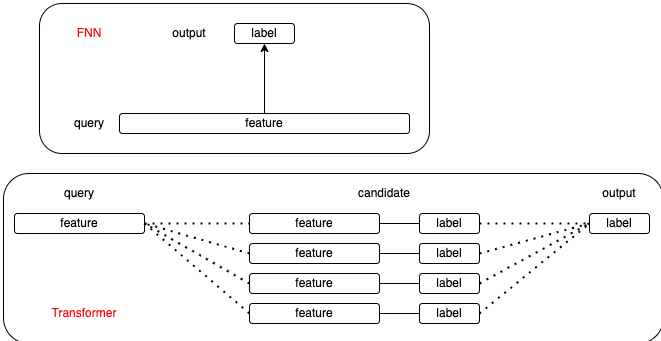 FNN output label
query feature
query candidate output
feature feature label label
feature label
feature label
Transformer feature label